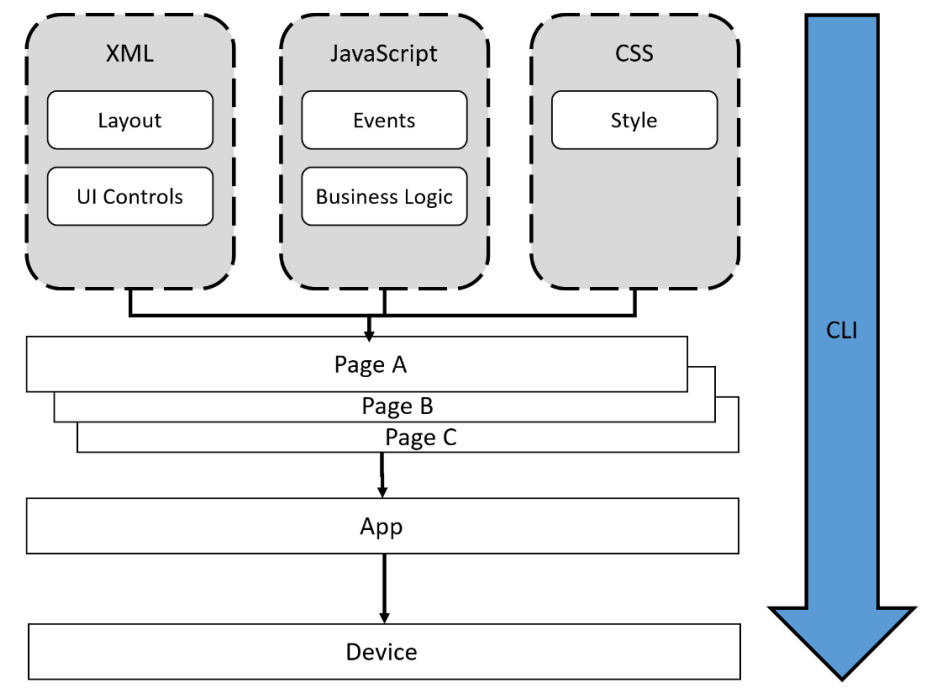 XML
Layout
UI Controls
JavaScript
Events
Business Logic
CSS
Style
Page A
Page B
Page C
App
Device
CLI